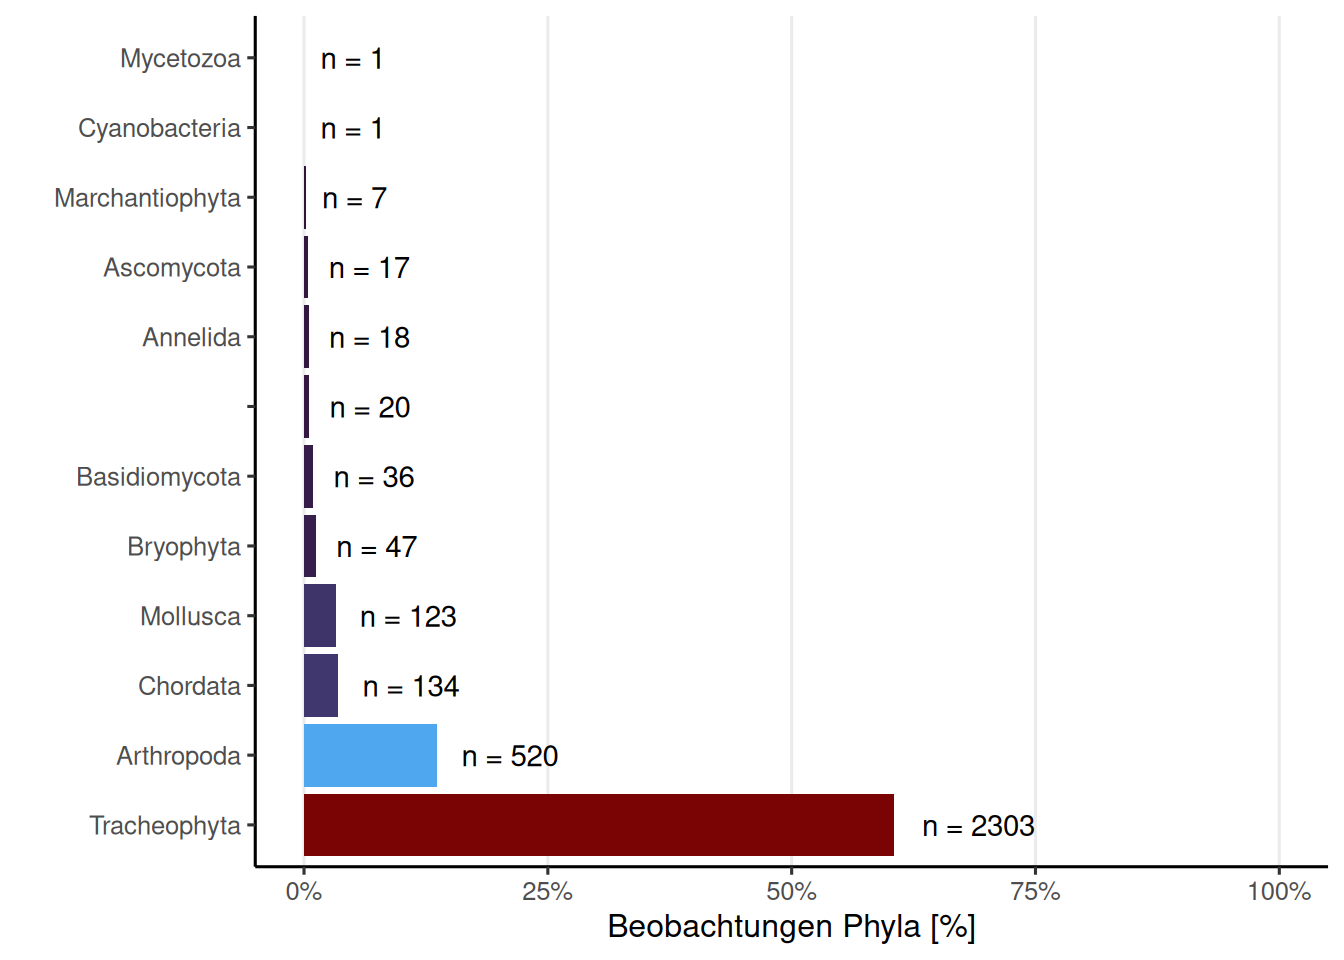 Mycetozoa n = 1
Cyanobacteria n = 1
Marchantiophyta n = 7
Ascomycota n = 17
Annelida n = 18
n = 20
Basidiomycota n = 36
Bryophyta n = 47
Mollusca n = 123
Chordata n = 134
Arthropoda n = 520
Tracheophyta n = 2303
0% 25% 50% 75% 100%
Beobachtungen Phyla [%]